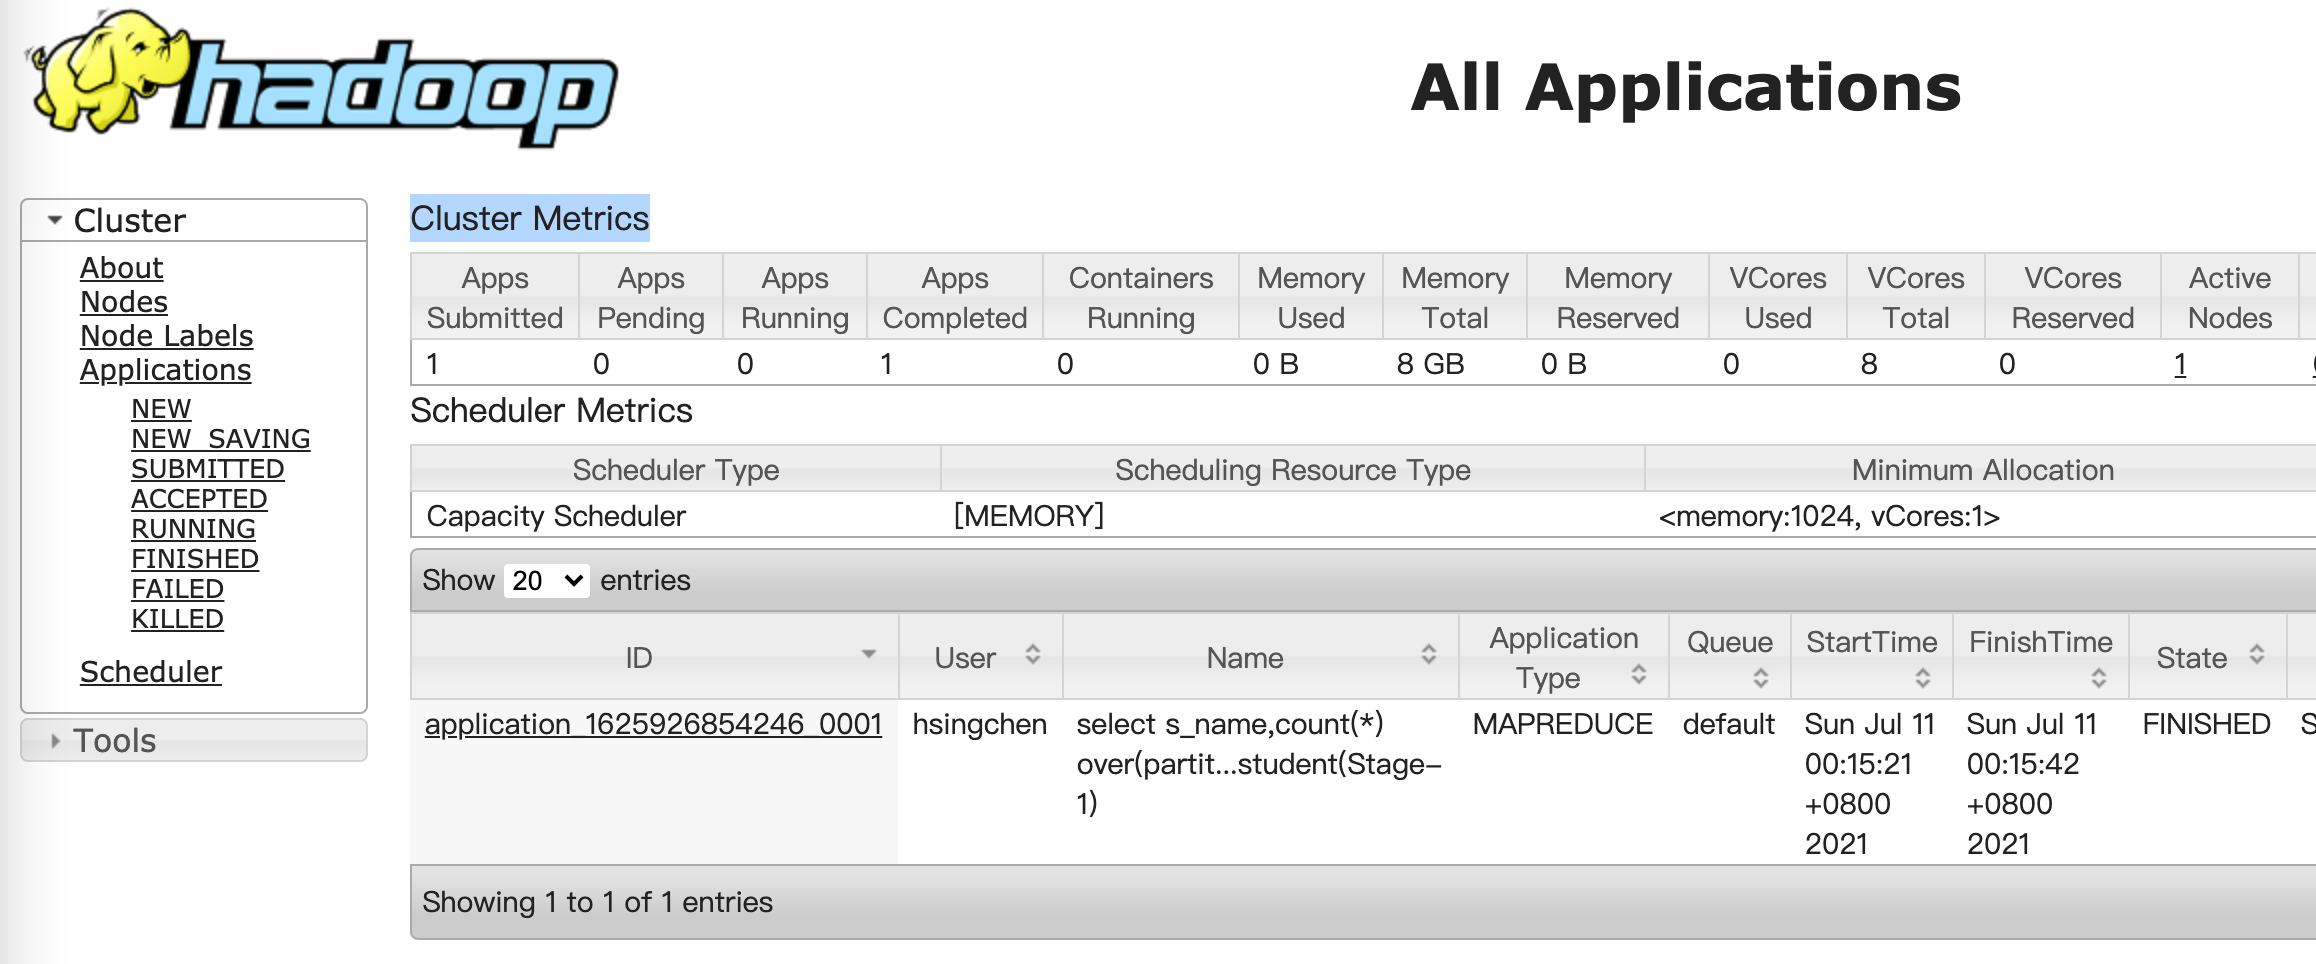 hadoop
All Applications
Cluster
About
Nodes
Node Labels
Applications
NEW
NEW_SAVING
SUBMITTED
ACCEPTED
RUNNING
FINISHED
FAILED
KILLED
Scheduler
Tools
Cluster Metrics
Apps Submitted Apps Pending Apps Running Apps Completed Containers Running Memory Used Memory Total Memory Reserved VCores Used VCores Total VCores Reserved Active Nodes
1 0 0 1 0 0 B 8 GB 0 B 0 8 0 1
Scheduler Metrics
Scheduler Type Scheduling Resource Type Minimum Allocation
Capacity Scheduler [MEMORY] <memory:1024, vCores:1>
Show 20 entries
ID User Name Application Type Queue StartTime FinishTime State
application_1625926854246_0001 hsingchen select s_name,count(*) MAPREDUCE default Sun Jul 11 Sun Jul 11 FINISHED
over(partit...student(Stage- 00:15:21 00:15:42
1) +0800 +0800
2021 2021
Showing 1 to 1 of 1 entries